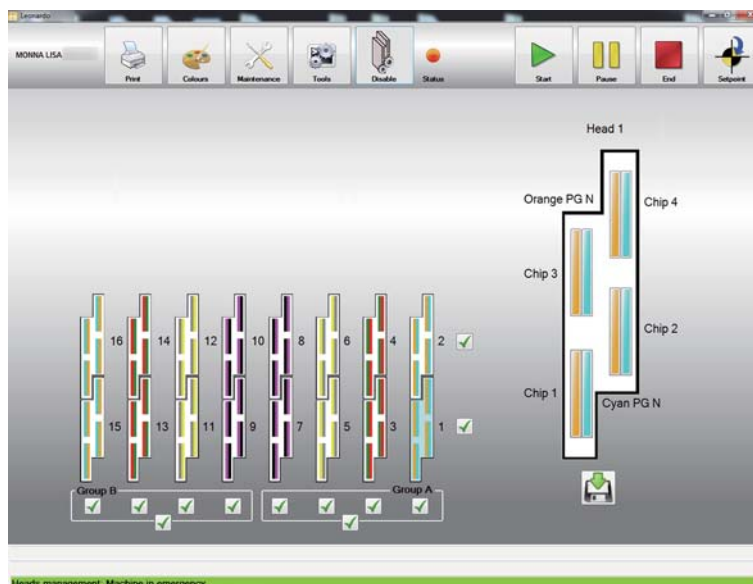 Leonardo
MONNA LISA
Print
Colours
Maintenance
Tools
Disable
Status
Start
Pause
End
Setpoint
Head 1
Orange PG N
Chip 4
Chip 3
Chip 2
Chip 1
Cyan PG N
16 14 12 10 8 6 4 2
15 13 11 9 7 5 3 1
Group B
Group A
Heads management: Machine in emergency